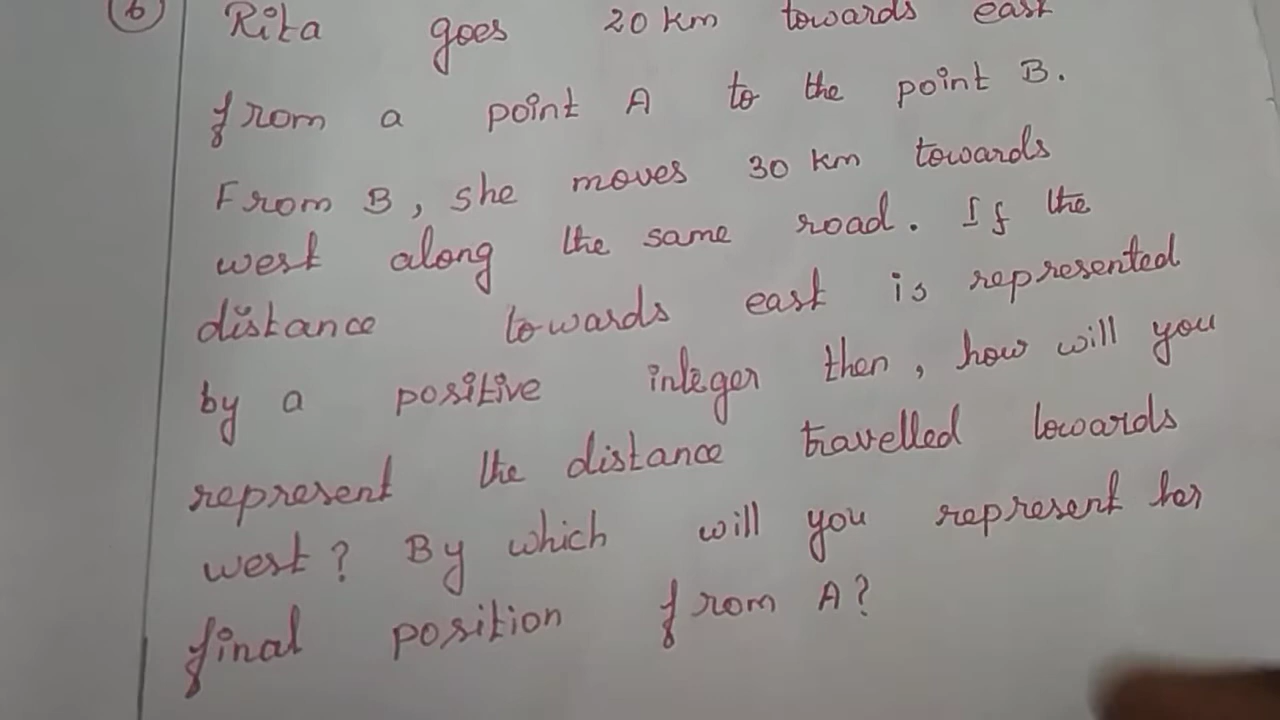 6 Rita goes 20 km towards east
from a point A to the point B.
From B, she moves 30 km towards
west along the same road. If the
distance towards east is represented
by a positive integer then, how will you
represent the distance travelled towards
west? By which will you represent her
final position from A?